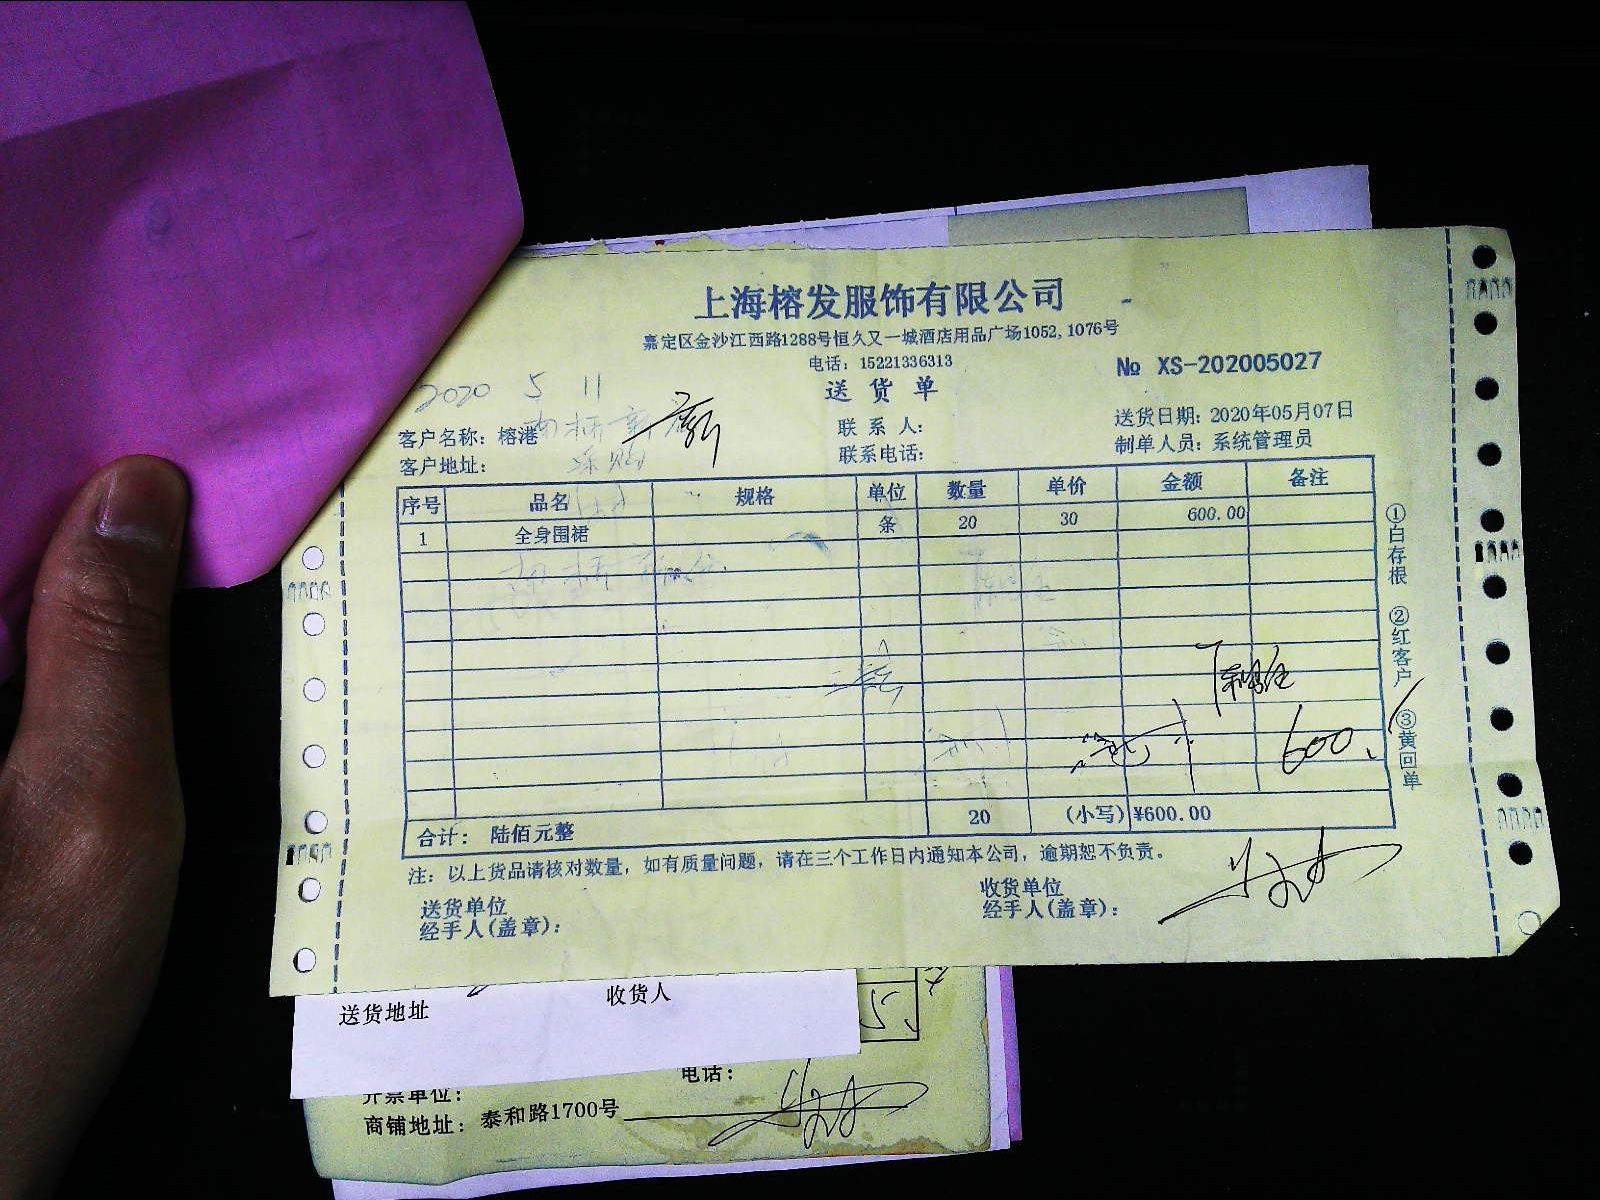 上海榕发服饰有限公司
嘉定区金沙江西路1288号恒久又一城酒店用品广场1052,1076号
电话：15221336313
№ XS-202005027
送货单
2020 5 11
客户名称：榕港
联系人：
送货日期：2020年05月07日
客户地址：
联系电话：
制单人员：系统管理员
序号 品名 规格 单位 数量 单价 金额 备注
1 全身围裙 条 20 30 600.00
①白存根 ②红客户 ③黄回单
600.
合计： 陆佰元整 20 (小写) ¥600.00
注：以上货品请核对数量，如有质量问题，请在三个工作日内通知本公司，逾期恕不负责。
送货单位
经手人(盖章)：
收货单位
经手人(盖章)：
送货地址
收货人
电话：
开票单位：
商铺地址：泰和路1700号